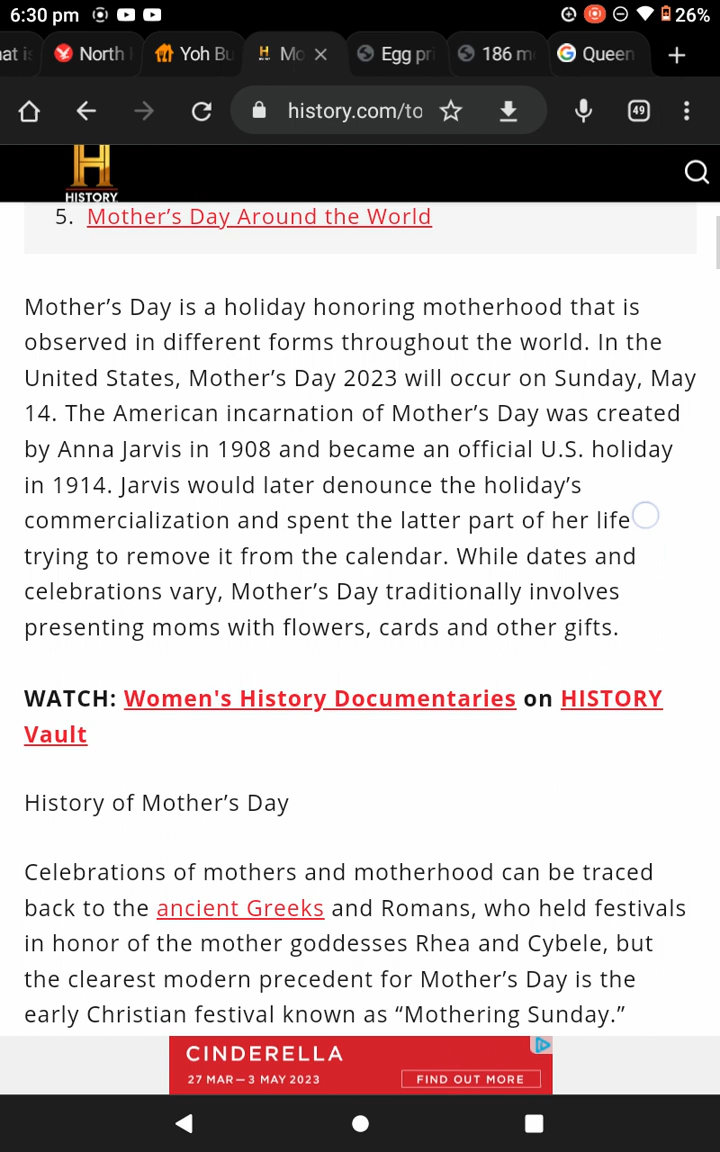 6:30 pm 26%
at is North Yoh Bu Mo Egg pri 186 m Queen
history.com/to 49
H
HISTORY.
5. Mother’s Day Around the World
Mother’s Day is a holiday honoring motherhood that is
observed in different forms throughout the world. In the
United States, Mother’s Day 2023 will occur on Sunday, May
14. The American incarnation of Mother’s Day was created
by Anna Jarvis in 1908 and became an official U.S. holiday
in 1914. Jarvis would later denounce the holiday’s
commercialization and spent the latter part of her life
trying to remove it from the calendar. While dates and
celebrations vary, Mother’s Day traditionally involves
presenting moms with flowers, cards and other gifts.
WATCH: Women's History Documentaries on HISTORY
Vault
History of Mother’s Day
Celebrations of mothers and motherhood can be traced
back to the ancient Greeks and Romans, who held festivals
in honor of the mother goddesses Rhea and Cybele, but
the clearest modern precedent for Mother’s Day is the
early Christian festival known as “Mothering Sunday.”
CINDERELLA
27 MAR — 3 MAY 2023 FIND OUT MORE